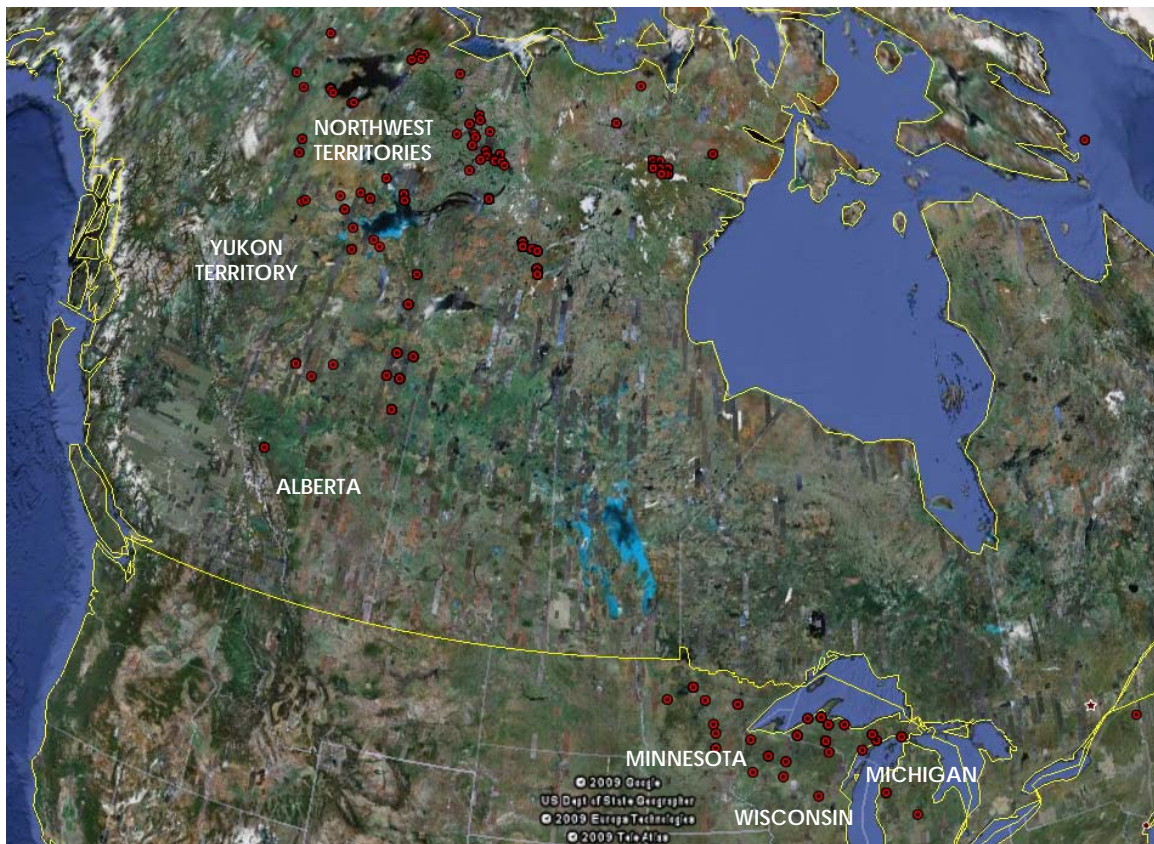 NORTHWEST
TERRITORIES
YUKON
TERRITORY
ALBERTA
MINNESOTA
MICHIGAN
WISCONSIN
© 2009 Google
US Dept of State Geographer
© 2009 Europa Technologies
© 2009 Tele Atlas